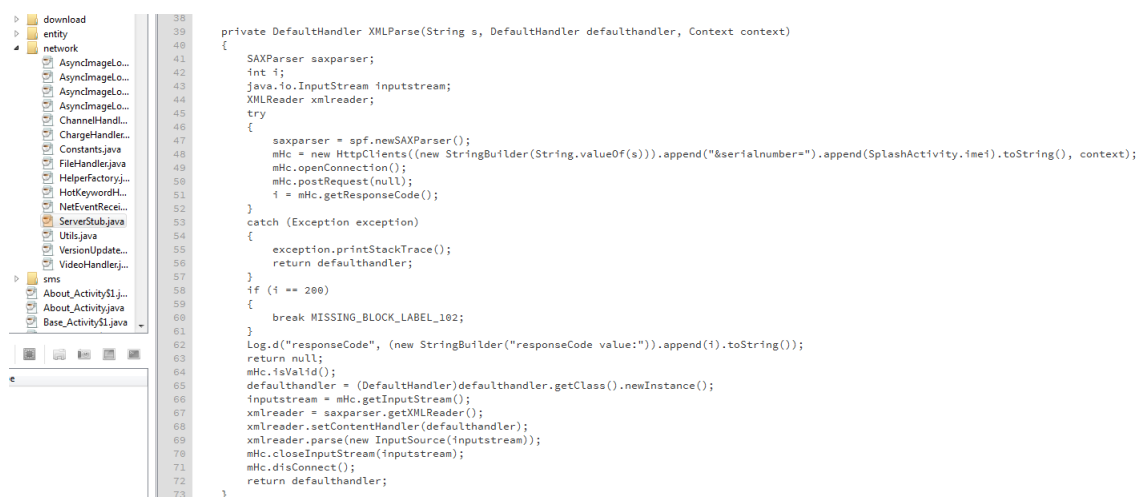 download
entity
network
AsyncImageLo...
AsyncImageLo...
AsyncImageLo...
AsyncImageLo...
ChannelHandl...
ChargeHandler...
Constants.java
FileHandler.java
HelperFactory.j...
HotKeywordH...
NetEventRecei...
ServerStub.java
Utils.java
VersionUpdate...
VideoHandler.j...
sms
About_Activity$1.j...
About_Activity.java
Base_Activity$1.java
e
38
39 private DefaultHandler XMLParse(String s, DefaultHandler defaulthandler, Context context)
40 {
41 SAXParser saxparser;
42 int i;
43 java.io.InputStream inputstream;
44 XMLReader xmlreader;
45 try
46 {
47 saxparser = spf.newSAXParser();
48 mHc = new HttpClients((new StringBuilder(String.valueOf(s))).append("&serialnumber=").append(SplashActivity.imei).toString(), context);
49 mHc.openConnection();
50 mHc.postRequest(null);
51 i = mHc.getResponseCode();
52 }
53 catch (Exception exception)
54 {
55 exception.printStackTrace();
56 return defaulthandler;
57 }
58 if (i == 200)
59 {
60 break MISSING_BLOCK_LABEL_102;
61 }
62 Log.d("responseCode", (new StringBuilder("responseCode value:")).append(i).toString());
63 return null;
64 mHc.isValid();
65 defaulthandler = (DefaultHandler)defaulthandler.getClass().newInstance();
66 inputstream = mHc.getInputStream();
67 xmlreader = saxparser.getXMLReader();
68 xmlreader.setContentHandler(defaulthandler);
69 xmlreader.parse(new InputSource(inputstream));
70 mHc.closeInputStream(inputstream);
71 mHc.disConnect();
72 return defaulthandler;
73 }